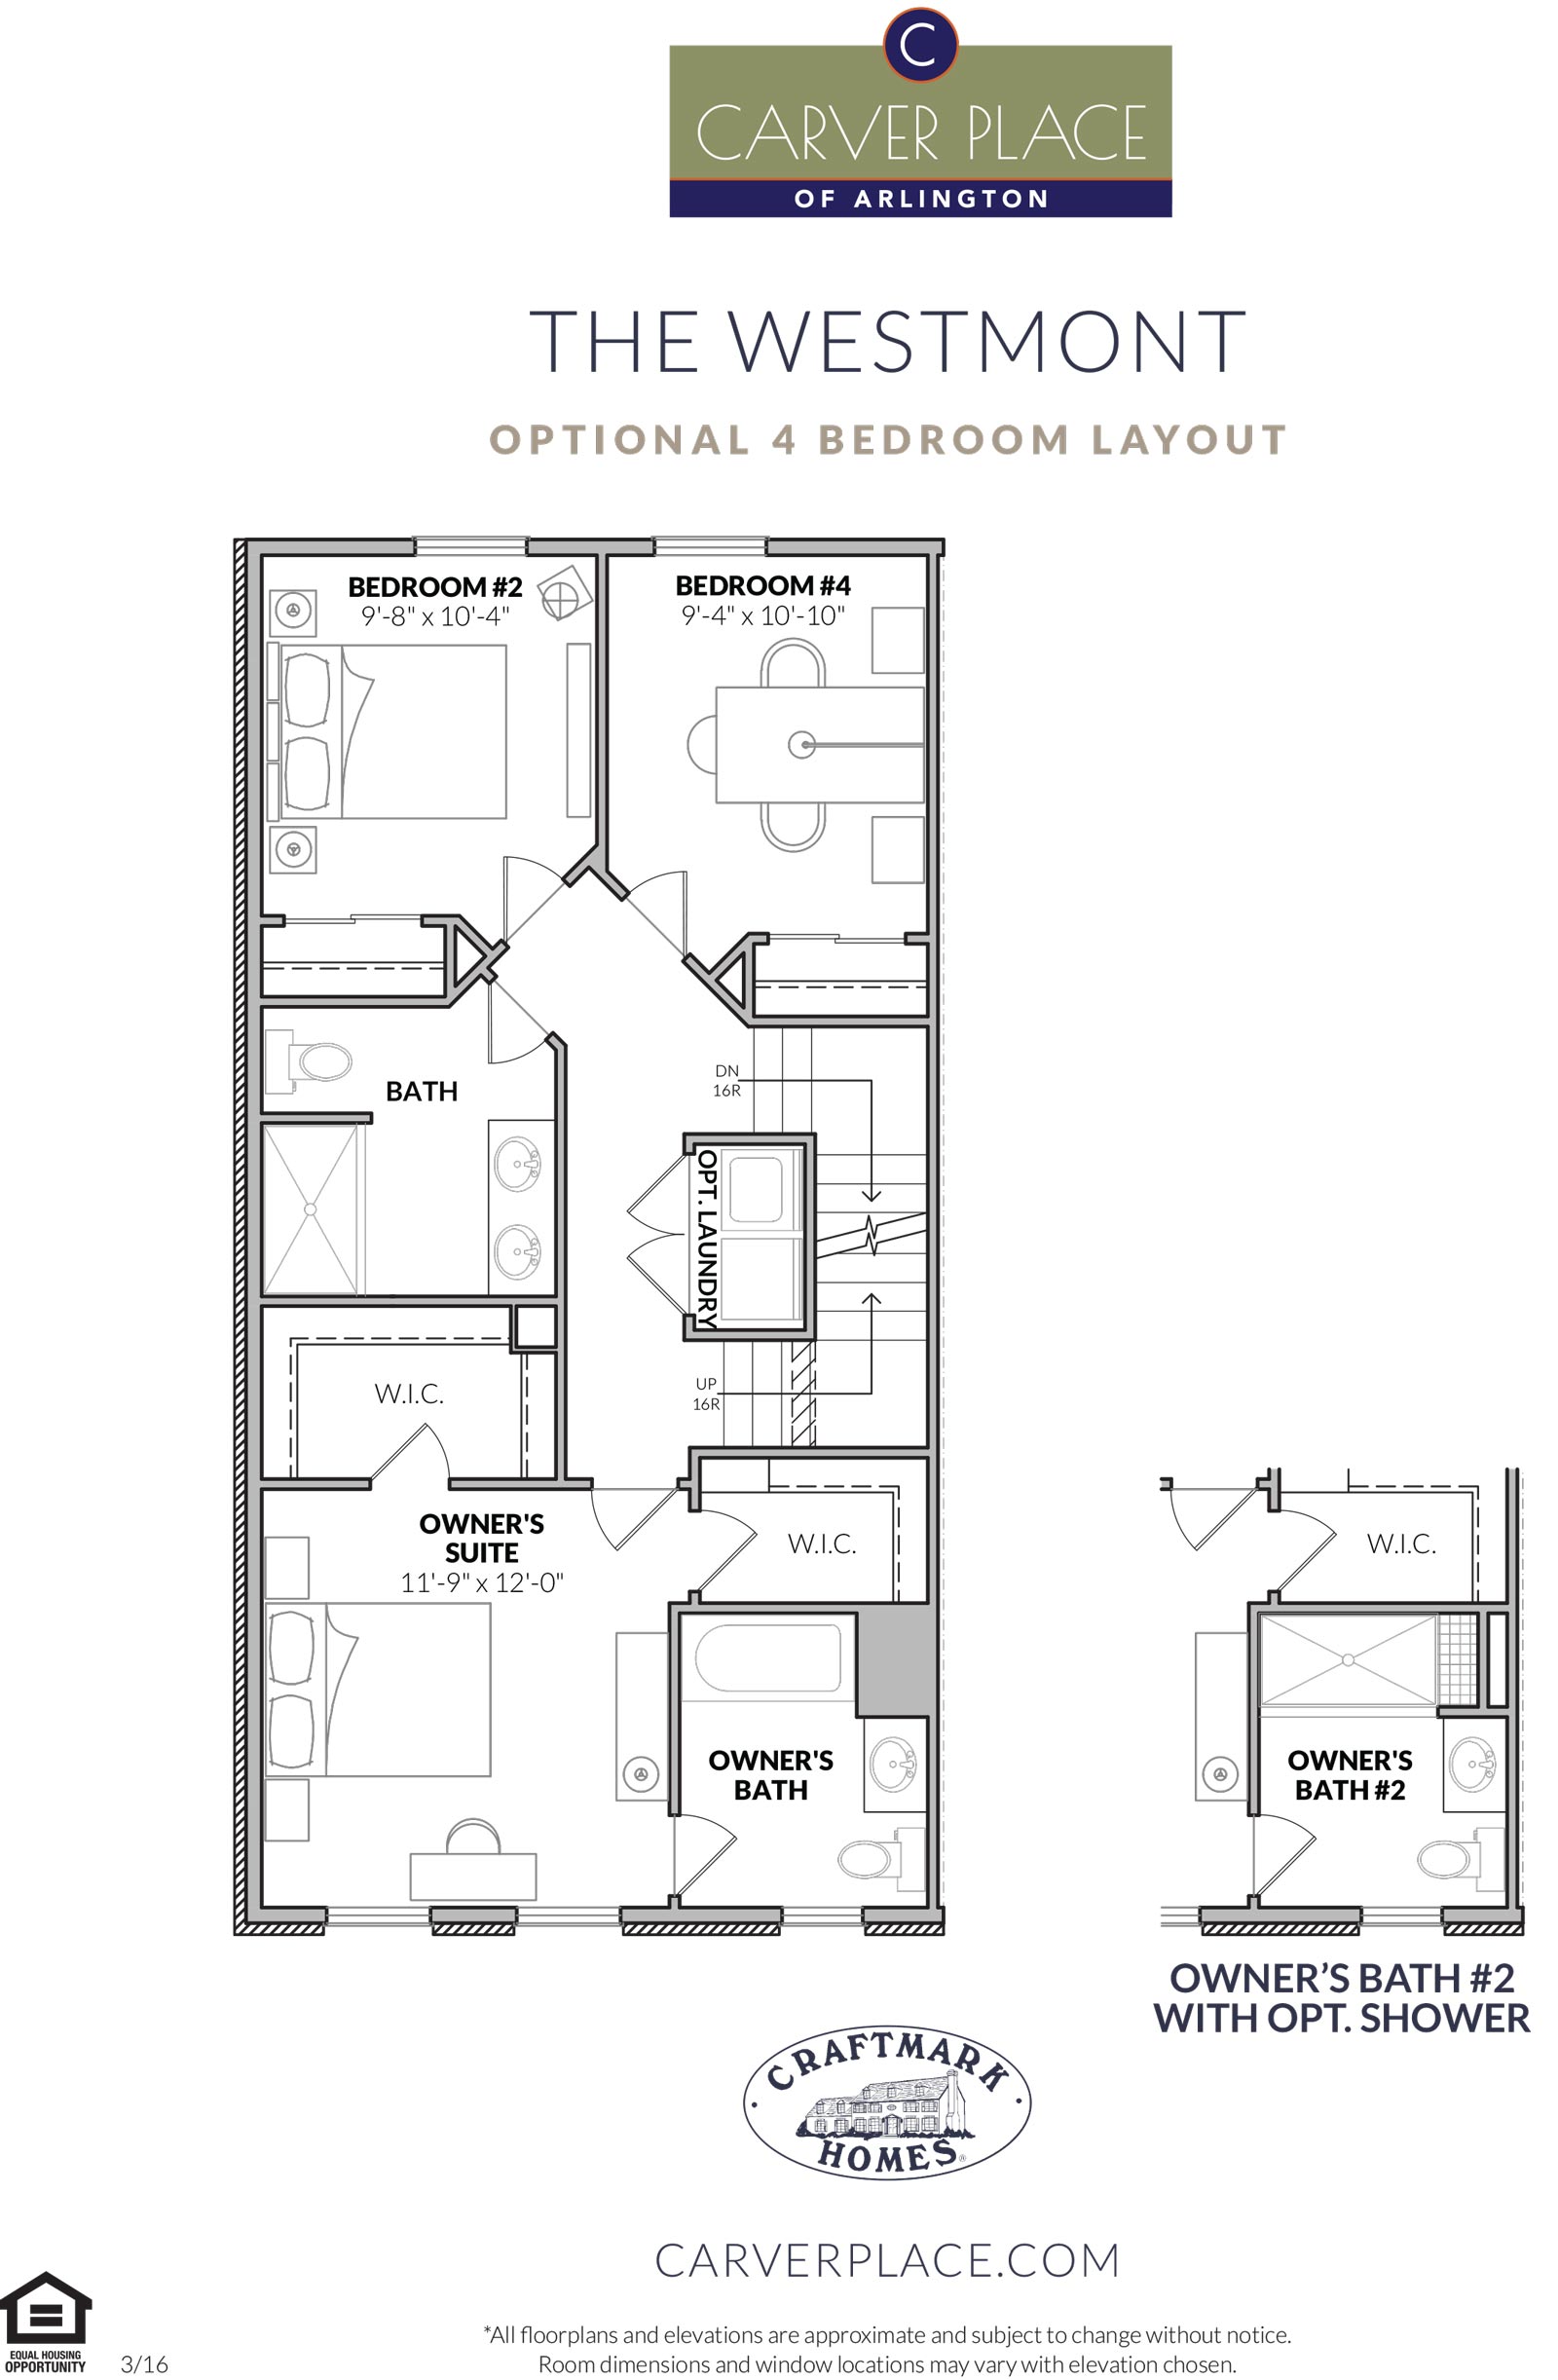 C
CARVER PLACE
OF ARLINGTON
THE WESTMONT
OPTIONAL 4 BEDROOM LAYOUT
BEDROOM #2
9'-8" x 10'-4"
BEDROOM #4
9'-4" x 10'-10"
BATH
DN
16R
OPT. LAUNDRY
UP
16R
W.I.C.
OWNER'S
SUITE
11'-9" x 12'-0"
W.I.C.
OWNER'S
BATH
W.I.C.
OWNER'S
BATH #2
OWNER’S BATH #2
WITH OPT. SHOWER
CRAFTMARK
HOMES®
CARVERPLACE.COM
EQUAL HOUSING
OPPORTUNITY
3/16
*All floorplans and elevations are approximate and subject to change without notice.
Room dimensions and window locations may vary with elevation chosen.